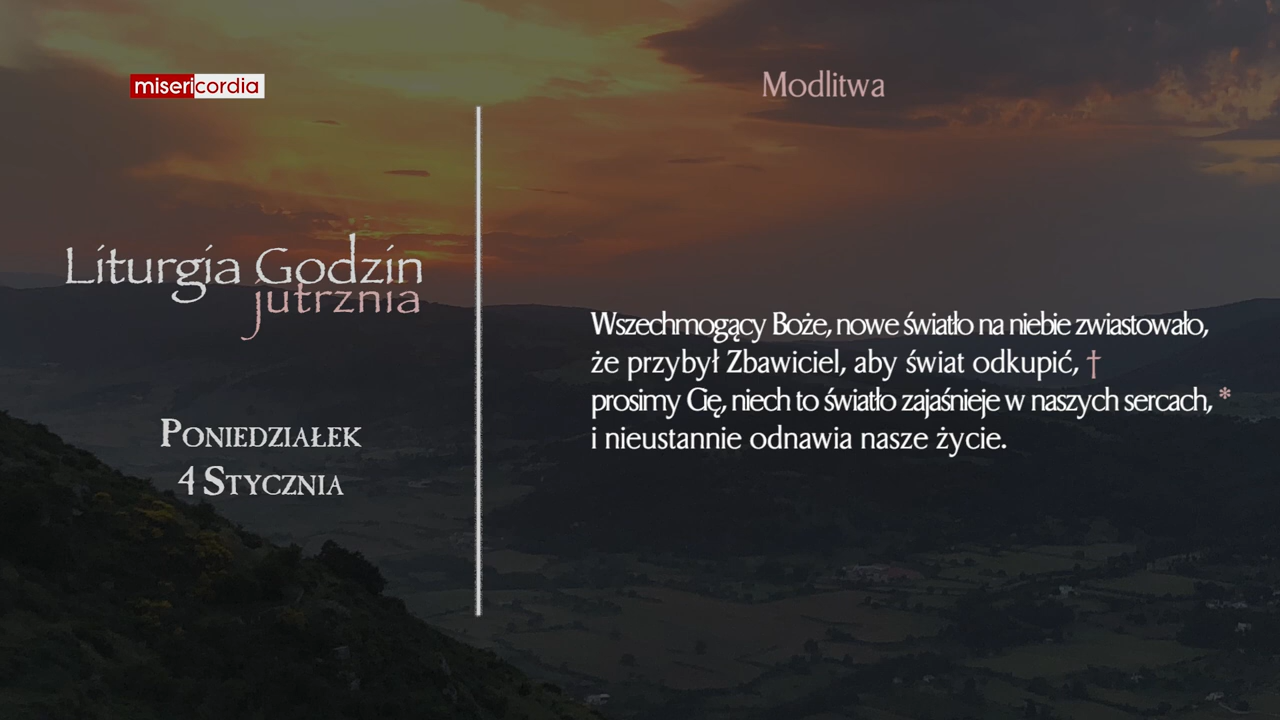 misericordia
Liturgia Godzin
jutrznia
Poniedziałek
4 Stycznia
Modlitwa
Wszechmogący Boże, nowe światło na niebie zwiastowało,
że przybył Zbawiciel, aby świat odkupić, †
prosimy Cię, niech to światło zajaśnieje w naszych sercach, *
i nieustannie odnawia nasze życie.